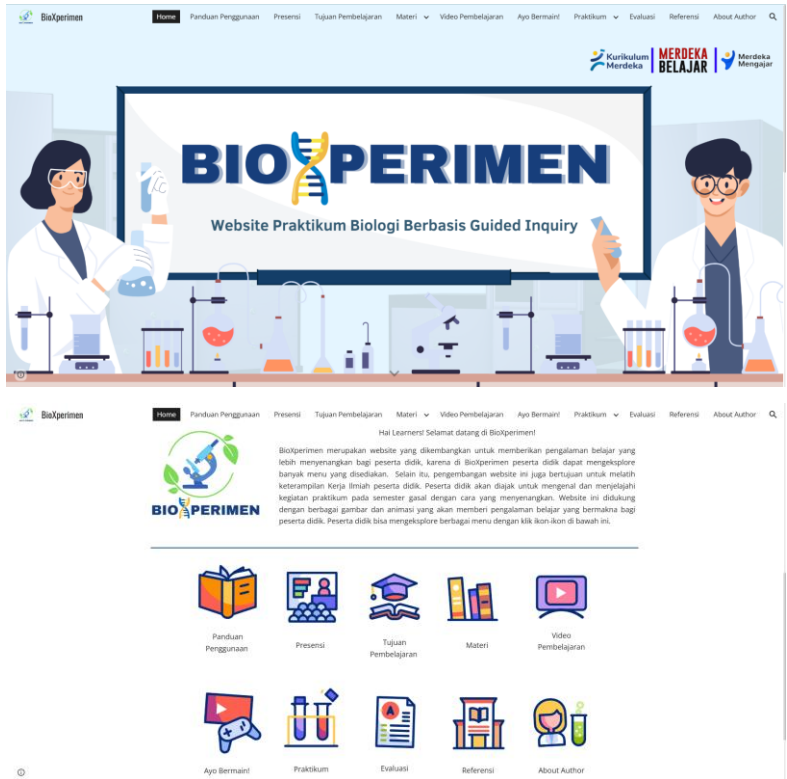 BioXperimen
Home Panduan Penggunaan Presensi Tujuan Pembelajaran Materi Video Pembelajaran Ayo Bermain! Praktikum Evaluasi Referensi About Author
Kurikulum Merdeka
MERDEKA BELAJAR
Merdeka Mengajar
BIOXPERIMEN
Website Praktikum Biologi Berbasis Guided Inquiry
BioXperimen
Home Panduan Penggunaan Presensi Tujuan Pembelajaran Materi Video Pembelajaran Ayo Bermain! Praktikum Evaluasi Referensi About Author
BIOXPERIMEN
Hai Learners! Selamat datang di BioXperimen!
BioXperimen merupakan website yang dikembangkan untuk memberikan pengalaman belajar yang
lebih menyenangkan bagi peserta didik, karena di BioXperimen peserta didik dapat mengeksplore
banyak menu yang disediakan. Selain itu, pengembangan website ini juga bertujuan untuk melatih
keterampilan Kerja Ilmiah peserta didik. Peserta didik akan diajak untuk mengenal dan menjelajahi
kegiatan praktikum pada semester gasal dengan cara yang menyenangkan. Website ini didukung
dengan berbagai gambar dan animasi yang akan memberi pengalaman belajar yang bermakna bagi
peserta didik. Peserta didik bisa mengeksplore berbagai menu dengan klik ikon-ikon di bawah ini.
Panduan Penggunaan
Presensi
Tujuan Pembelajaran
Materi
Video Pembelajaran
Ayo Bermain!
Praktikum
A
Evaluasi
Referensi
About Author